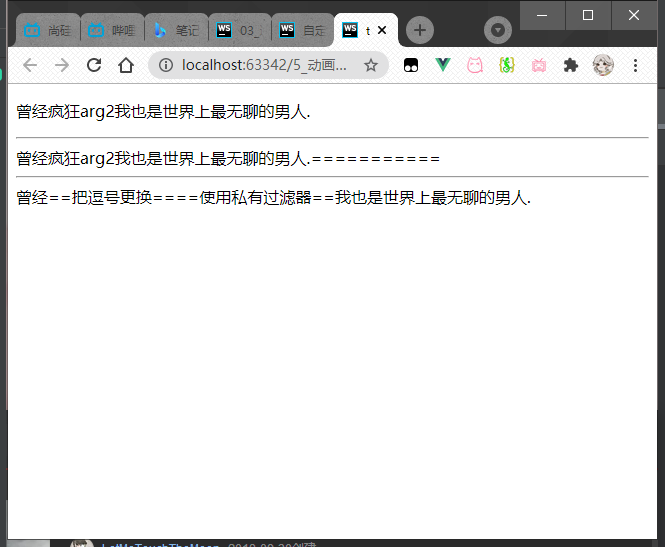 尚硅
哔哩
笔记
03_
自定
t
localhost:63342/5_动画...
曾经疯狂arg2我也是世界上最无聊的男人.
曾经疯狂arg2我也是世界上最无聊的男人.===========
曾经==把逗号更换====使用私有过滤器==我也是世界上最无聊的男人.